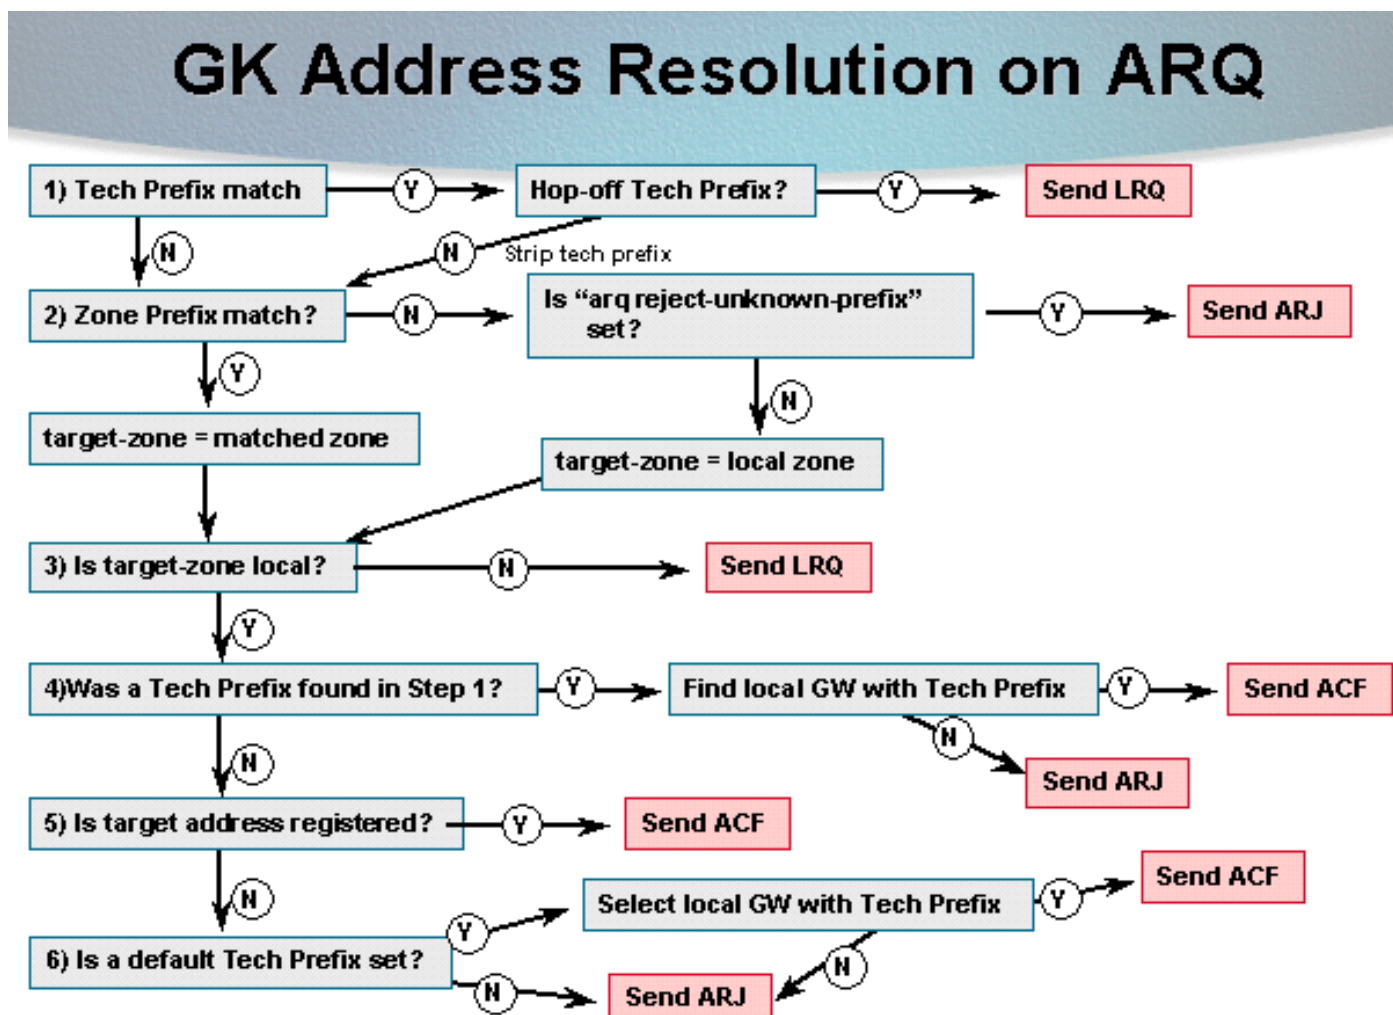 GK Address Resolution on ARQ
1) Tech Prefix match
Y
Hop-off Tech Prefix?
Y
Send LRQ
N
N
Strip tech prefix
2) Zone Prefix match?
N
Is “arq reject-unknown-prefix”
set?
Y
Send ARJ
Y
N
target-zone = matched zone
target-zone = local zone
3) Is target-zone local?
N
Send LRQ
Y
4)Was a Tech Prefix found in Step 1?
Y
Find local GW with Tech Prefix
Y
Send ACF
N
N
Send ARJ
5) Is target address registered?
Y
Send ACF
N
Select local GW with Tech Prefix
Y
Send ACF
6) Is a default Tech Prefix set?
Y
N
N
Send ARJ